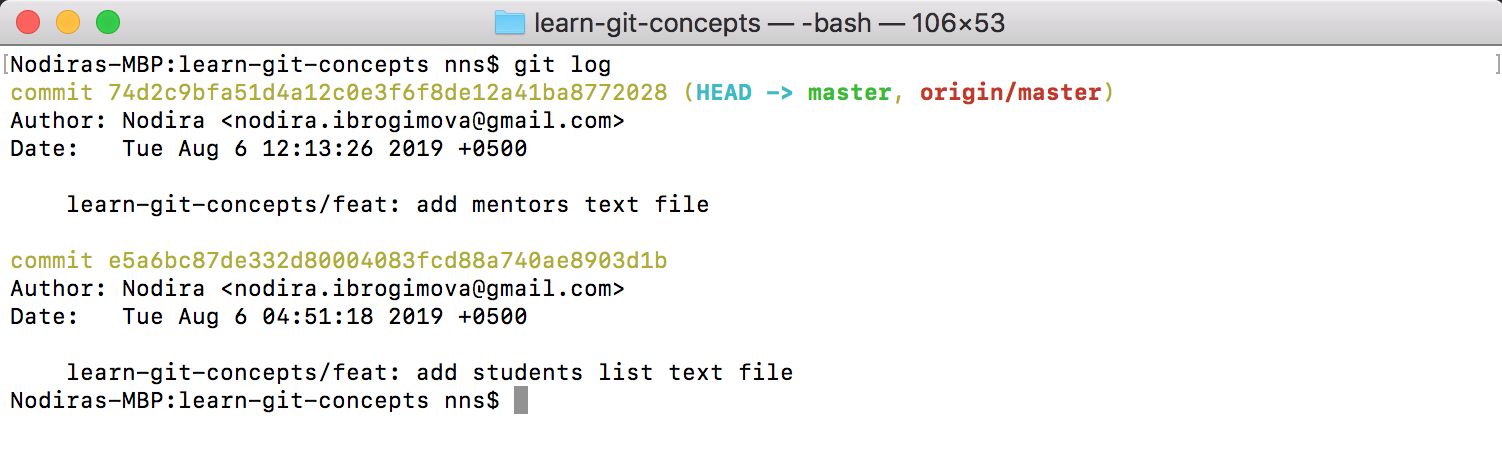 learn-git-concepts — -bash — 106×53
[Nodiras-MBP:learn-git-concepts nns$ git log ]
commit 74d2c9bfa51d4a12c0e3f6f8de12a41ba8772028 (HEAD -> master, origin/master)
Author: Nodira <nodira.ibrogimova@gmail.com>
Date:   Tue Aug 6 12:13:26 2019 +0500
    learn-git-concepts/feat: add mentors text file
commit e5a6bc87de332d80004083fcd88a740ae8903d1b
Author: Nodira <nodira.ibrogimova@gmail.com>
Date:   Tue Aug 6 04:51:18 2019 +0500
    learn-git-concepts/feat: add students list text file
Nodiras-MBP:learn-git-concepts nns$